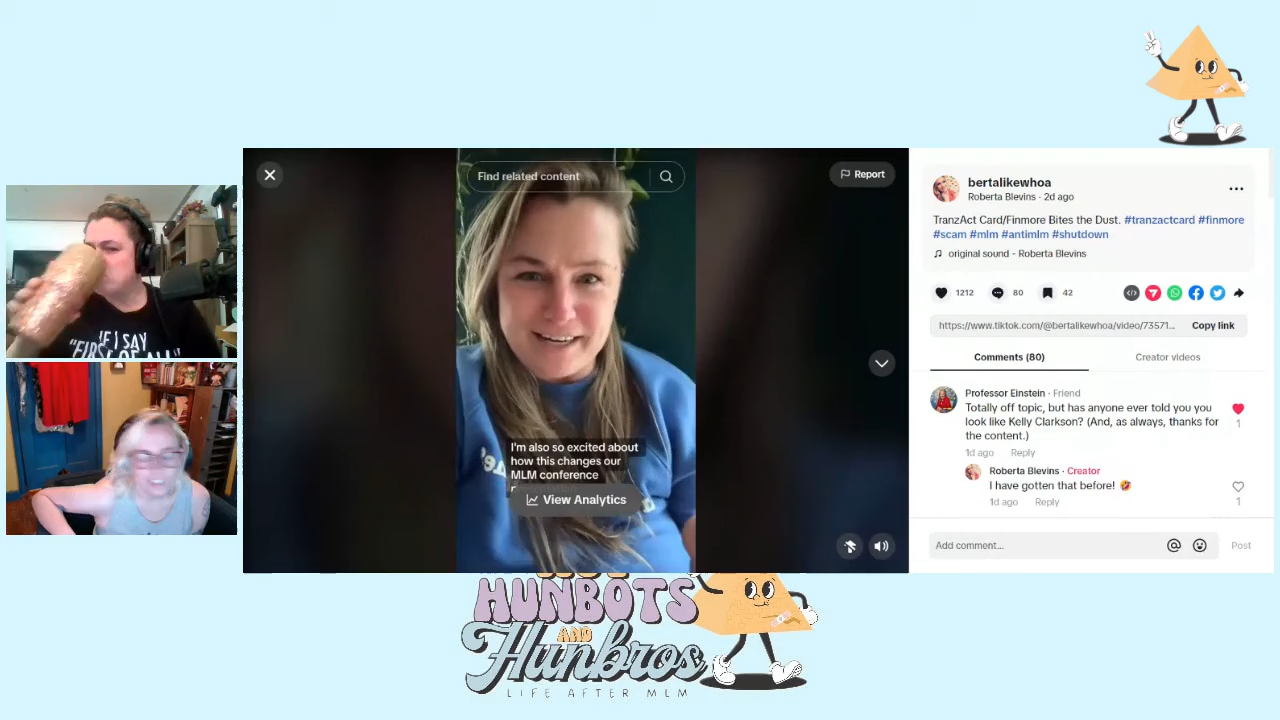 Find related content
Report
I'm also so excited about
how this changes our
MLM conference
View Analytics
IF I SAY
"FIRST OF ALL"
bertalikewhoa
Roberta Blevins · 2d ago
TranzAct Card/Finmore Bites the Dust. #tranzactcard #finmore
#scam #mlm #antimlm #shutdown
original sound - Roberta Blevins
1212
80
42
https://www.tiktok.com/@bertalikewhoa/video/73571...
Copy link
Comments (80)
Creator videos
Professor Einstein · Friend
Totally off topic, but has anyone ever told you you
look like Kelly Clarkson? (And, as always, thanks for
the content.)
1
1d ago
Reply
Roberta Blevins · Creator
I have gotten that before! 🤣
1d ago
Reply
1
Add comment...
Post
HUNBOTS
AND
Hunbros
LIFE AFTER MLM